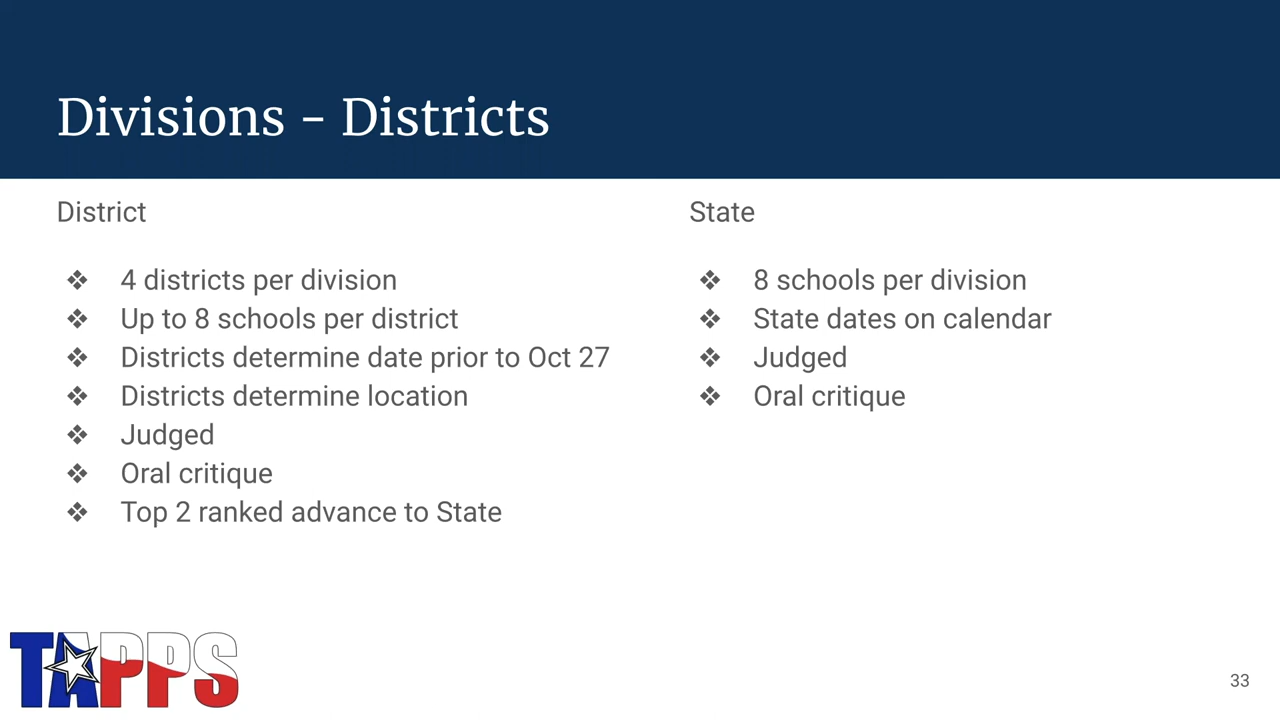 Divisions - Districts
District
❖ 4 districts per division
❖ Up to 8 schools per district
❖ Districts determine date prior to Oct 27
❖ Districts determine location
❖ Judged
❖ Oral critique
❖ Top 2 ranked advance to State
State
❖ 8 schools per division
❖ State dates on calendar
❖ Judged
❖ Oral critique
TAPPS
33